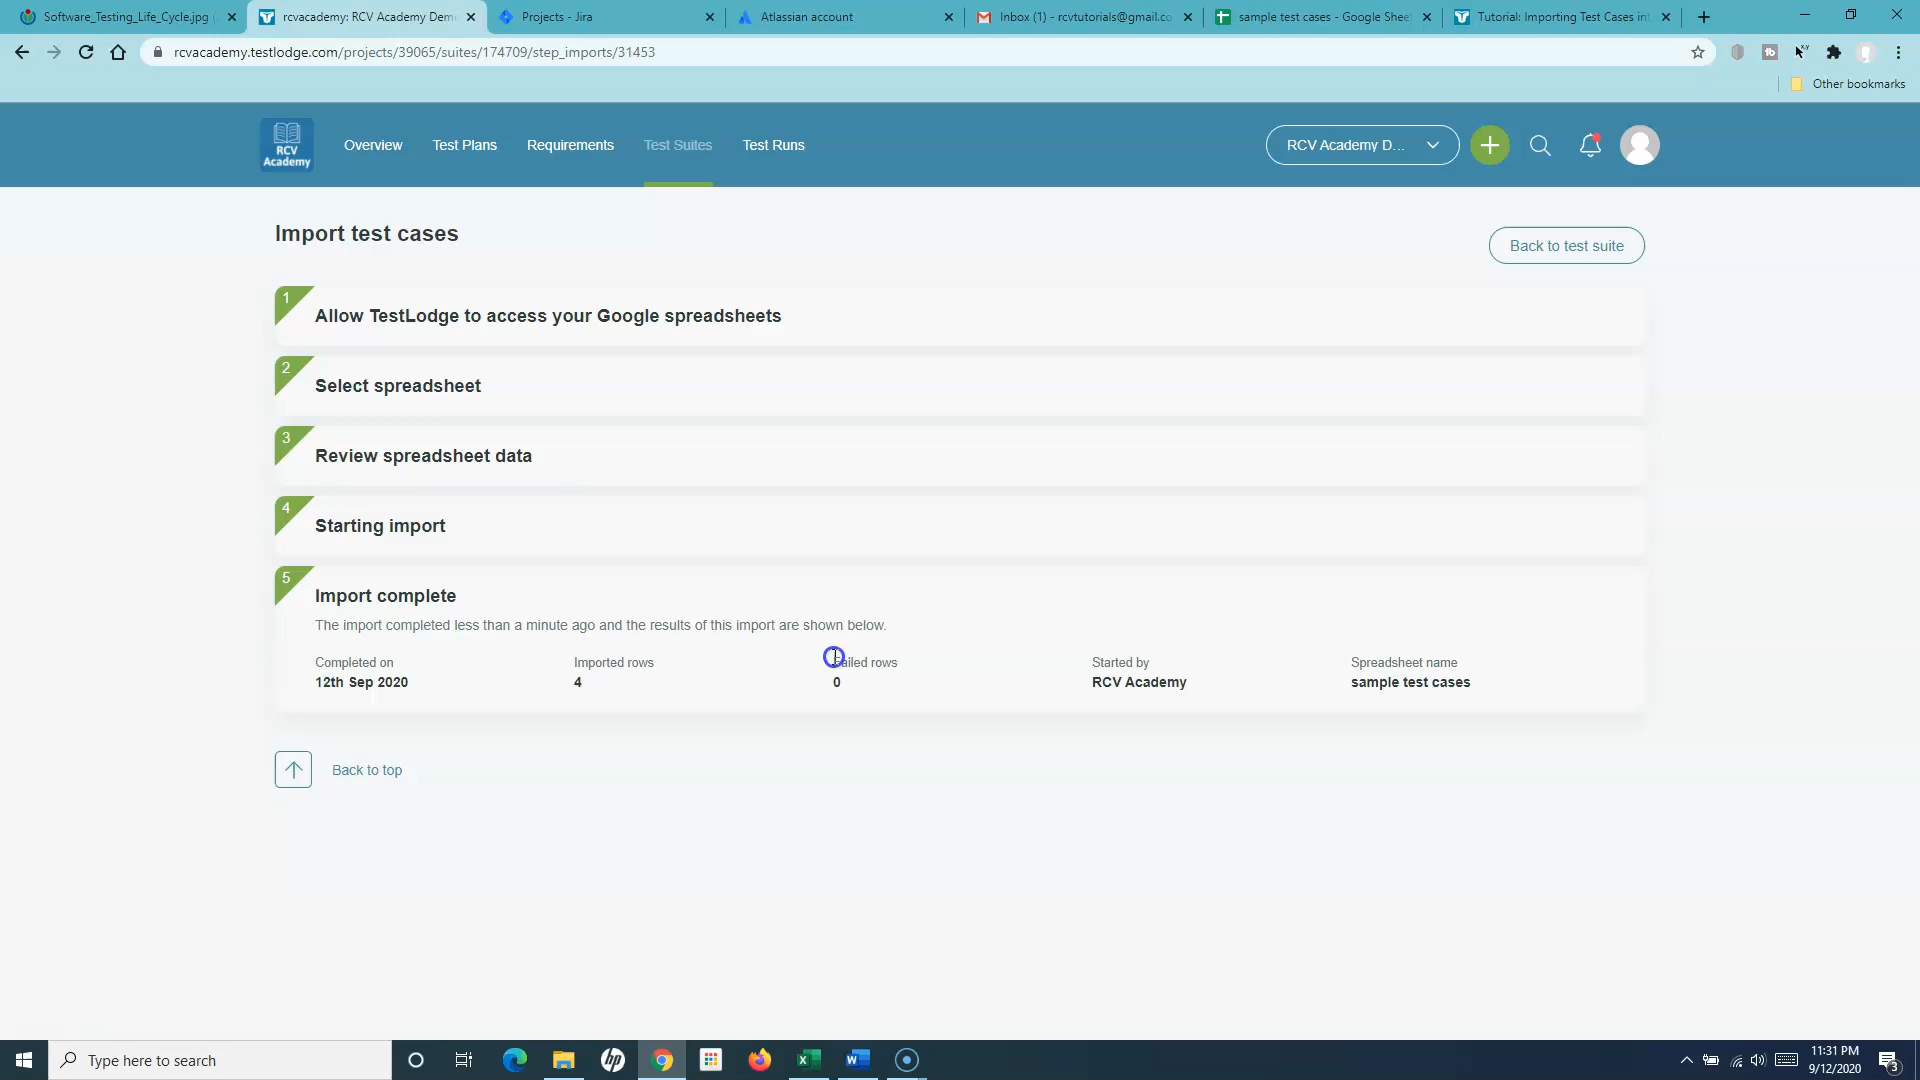 Software_Testing_Life_Cycle.jpg
rcvacademy: RCV Academy Dem
Projects - Jira
Atlassian account
Inbox (1) - rcvtutorials@gmail.co
sample test cases - Google Shee
Tutorial: Importing Test Cases in
rcvacademy.testlodge.com/projects/39065/suites/174709/step_imports/31453
Other bookmarks
RCV
Academy
Overview
Test Plans
Requirements
Test Suites
Test Runs
RCV Academy D...
Import test cases
Back to test suite
1
Allow TestLodge to access your Google spreadsheets
2
Select spreadsheet
3
Review spreadsheet data
4
Starting import
5
Import complete
The import completed less than a minute ago and the results of this import are shown below.
Completed on
12th Sep 2020
Imported rows
4
Failed rows
0
Started by
RCV Academy
Spreadsheet name
sample test cases
Back to top
Type here to search
11:31 PM
9/12/2020
3